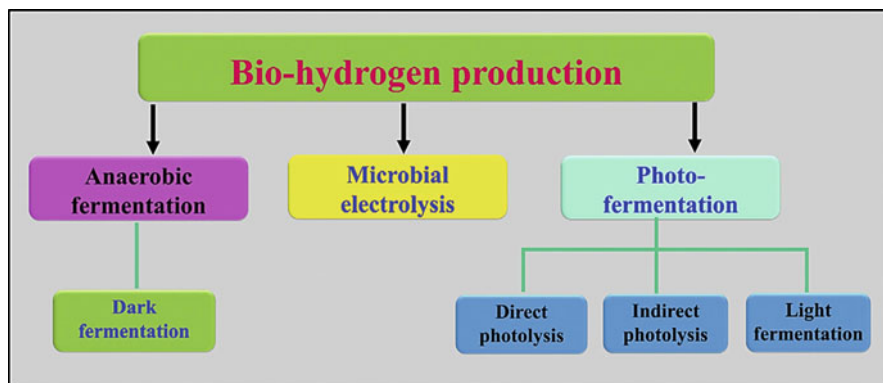 Bio-hydrogen production
Anaerobic
fermentation
Microbial
electrolysis
Photo-
fermentation
Dark
fermentation
Direct
photolysis
Indirect
photolysis
Light
fermentation